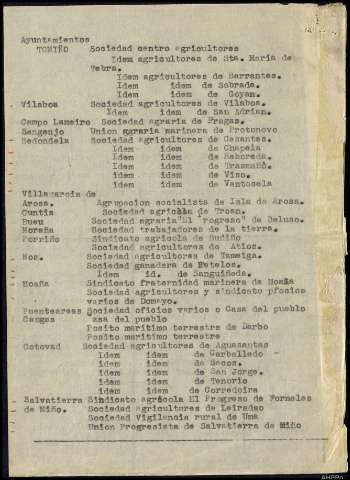 Ayuntamientos
TOMIÑO Sociedad centro agricultores
Idem agricultores de Sta. Maria de
Tebra.
Idem agricultores de Barrantes.
Idem idem de Sobrada.
Idem idem de Goyan.
Vilaboa Sociedad agricultores de Vilaboa.
Idem idem de San Adrian.
Campo Lameiro Sociedad agraria de Fragas.
Sangenjo Union agraria marinera de Protonovo
Redondela Sociedad agricultores de Cesantes.
Idem idem de Chapela
Idem idem de Reboreda.
Idem idem de Trasmañó.
Idem idem de Viso.
Idem idem de Ventosela
Villagarcia de
Arosa. Agrupacion socialista de Isla de Arosa.
Cuntis Sociedad agricola de Troan.
Bueu Sociedad agraria "El rogreso" de Beluso.
Moraña Sociedad trabajadores de la tierra.
Porriño Sindicato agricola de Budiño
Sociedad agricultores de Atios.
Mos. Sociedad agricultores de Tameiga.
Sociedad ganadera de Petelos.
Idem id. de Sanguiñeda.
Moaña Sindicato fraternidad marinera de Moaña
Sociedad agricultores y sindicato pfocios
varios de Domayo.
Puenteareas Sociedad oficios varios o Casa del pueblo
Cangas asa del pueblo
Posito maritimo terrestre de Darbo
Posito maritimo terrestre
Cotovad Sociedad agricultores de Aguasantas
Idem idem de Carballedo
Idem idem de Sacos.
Idem idem de San Jorge.
Idem idem de Tenorio
Idem idem de Corredoira
Salvatierra Sindicato agricola El Progreso de Fornelos
de Miño. Sociedad agricultores de Leirado
Sociedad Vigilancia rural de Uma
Union Progresista de Salvatierra de Miño
AHPPo